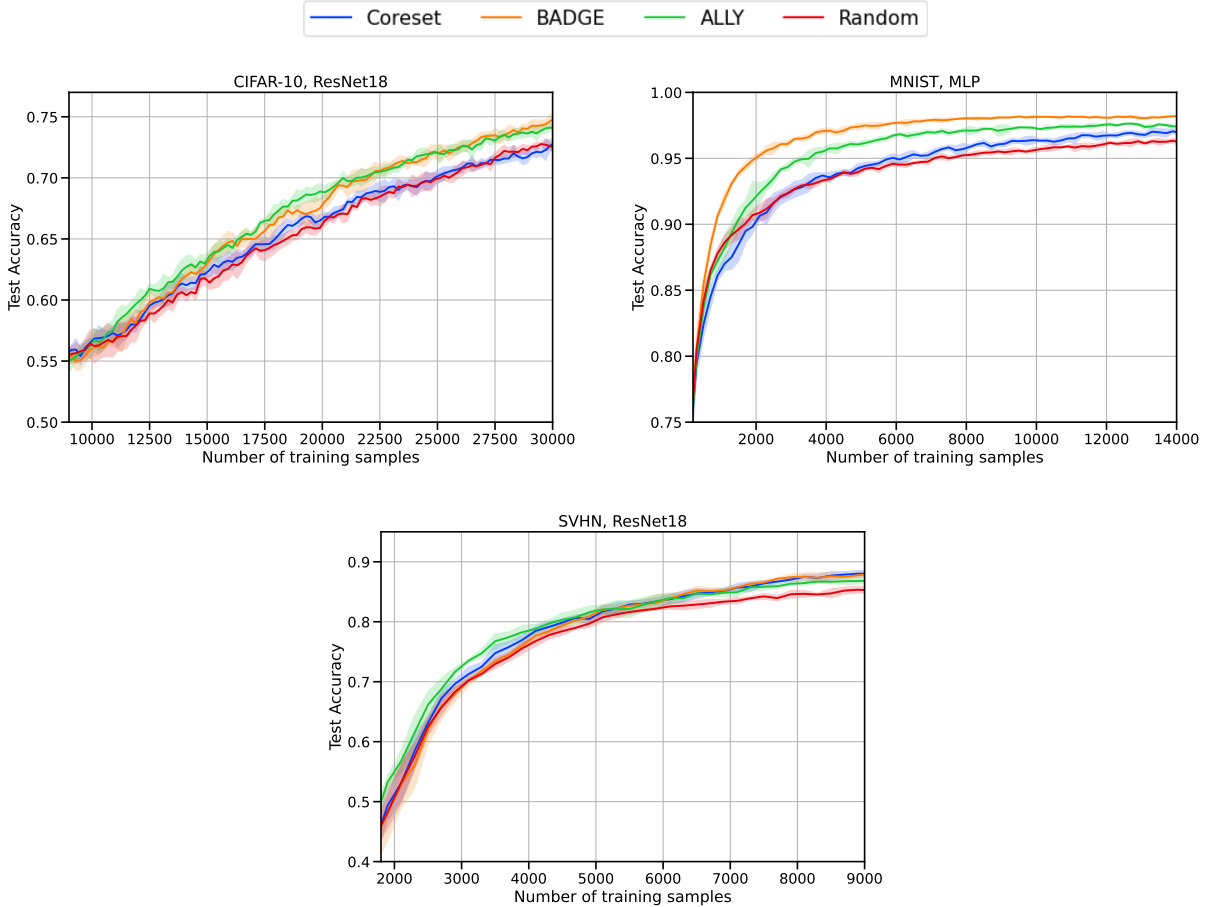 Coreset BADGE ALLY Random
CIFAR-10, ResNet18
Test Accuracy
0.75
0.70
0.65
0.60
0.55
0.50
10000 12500 15000 17500 20000 22500 25000 27500 30000
Number of training samples
MNIST, MLP
Test Accuracy
1.00
0.95
0.90
0.85
0.80
0.75
2000 4000 6000 8000 10000 12000 14000
Number of training samples
SVHN, ResNet18
Test Accuracy
0.9
0.8
0.7
0.6
0.5
0.4
2000 3000 4000 5000 6000 7000 8000 9000
Number of training samples